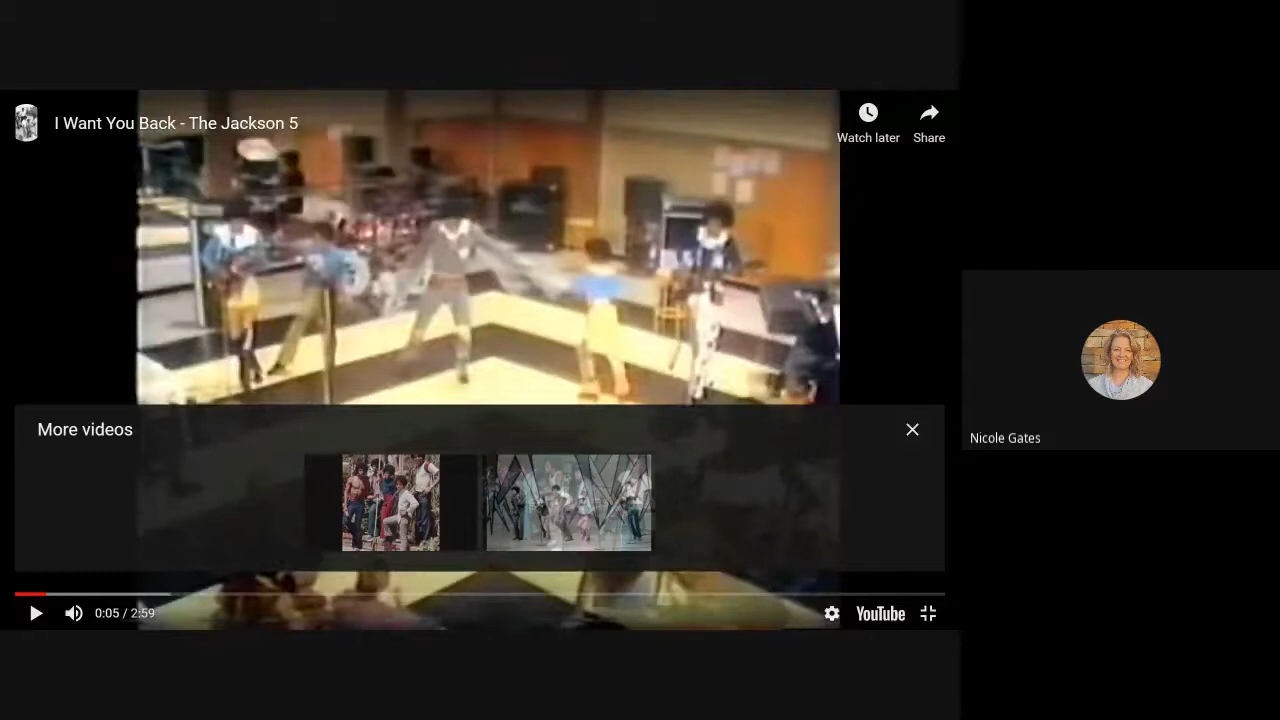 I Want You Back - The Jackson 5
Watch later
Share
More videos
Nicole Gates
0:05 / 2:59
YouTube